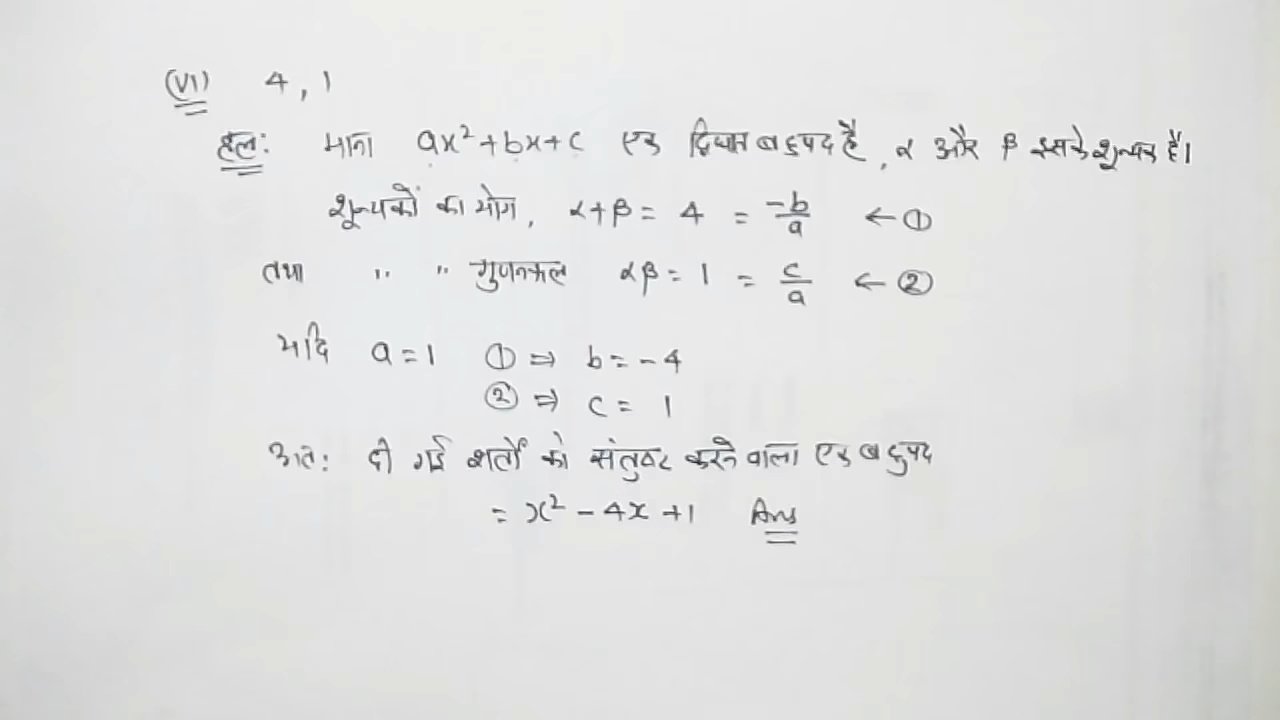 (VI) 4, 1
हल: माना ax²+bx+c एक द्विघात बहुपद है, α और β इसके शून्यक है।
शून्यकों का योग, α+β = 4 = -b/a ← ①
तथा " " गुणनफल αβ = 1 = c/a ← ②
यदि a=1 ① ⇒ b = -4
② ⇒ c = 1
अत: दी गई शर्तों को संतुष्ट करने वाला एक बहुपद
= x² - 4x + 1 Ans